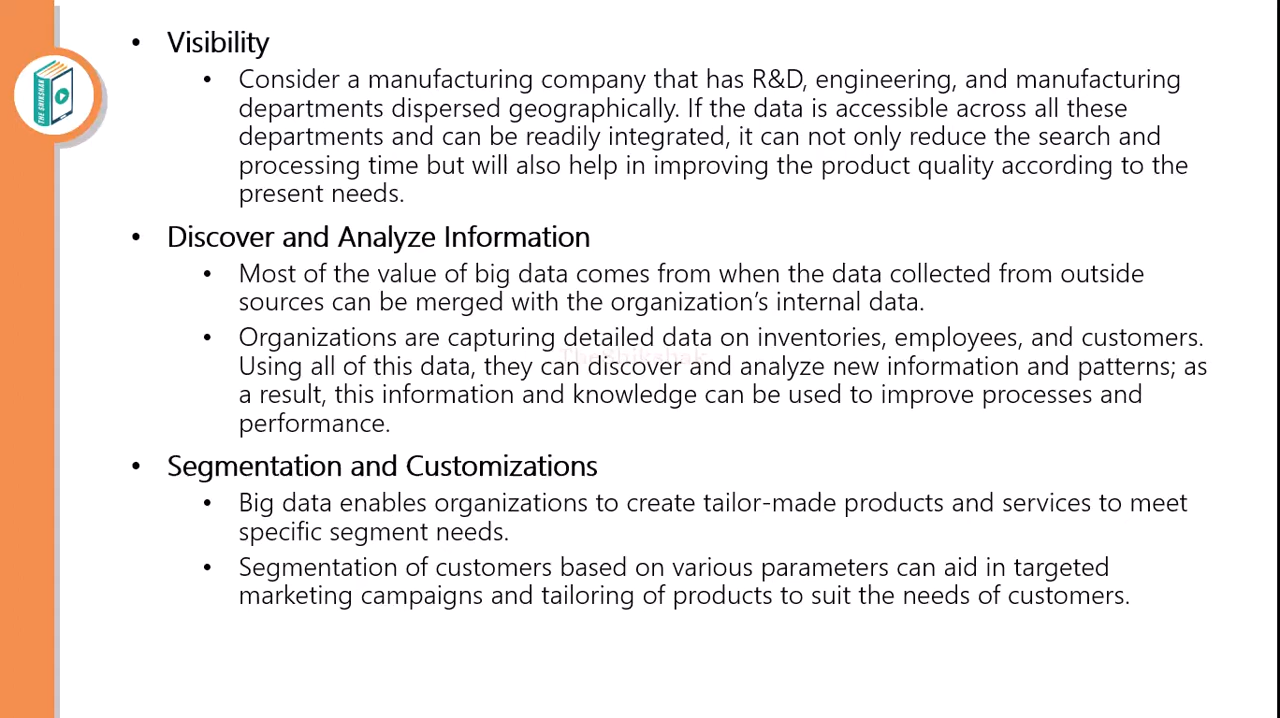 • Visibility
• Consider a manufacturing company that has R&D, engineering, and manufacturing
departments dispersed geographically. If the data is accessible across all these
departments and can be readily integrated, it can not only reduce the search and
processing time but will also help in improving the product quality according to the
present needs.
• Discover and Analyze Information
• Most of the value of big data comes from when the data collected from outside
sources can be merged with the organization’s internal data.
• Organizations are capturing detailed data on inventories, employees, and customers.
TheShikshak
Using all of this data, they can discover and analyze new information and patterns; as
a result, this information and knowledge can be used to improve processes and
performance.
• Segmentation and Customizations
• Big data enables organizations to create tailor-made products and services to meet
specific segment needs.
• Segmentation of customers based on various parameters can aid in targeted
marketing campaigns and tailoring of products to suit the needs of customers.
THE SHIKSHAK